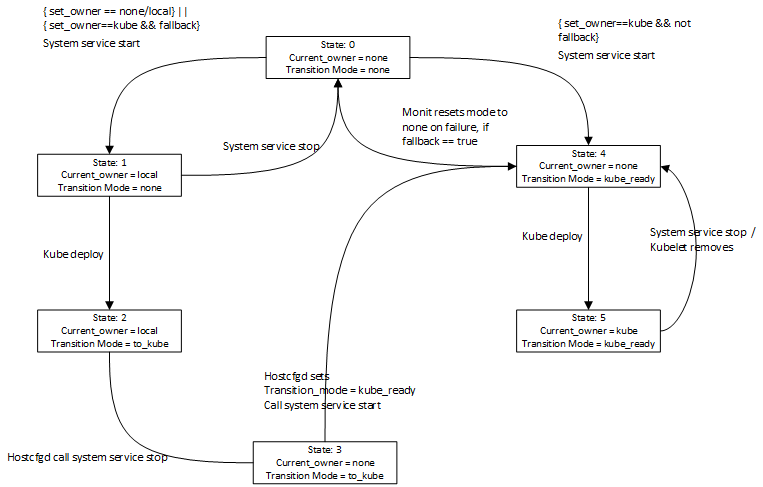 { set_owner == none/local} ||
{ set_owner==kube && fallback}
System service start
State: 0
Current_owner = none
Transition Mode = none
{ set_owner==kube && not
fallback}
System service start
Monit resets mode to
none on failure, if
fallback == true
System service stop
State: 1
Current_owner = local
Transition Mode = none
State: 4
Current_owner = none
Transition Mode = kube_ready
Kube deploy
Kube deploy
System service stop /
Kubelet removes
State: 2
Current_owner = local
Transition Mode = to_kube
State: 5
Current_owner = kube
Transition Mode = kube_ready
Hostcfgd sets
Transition_mode = kube_ready
Call system service start
Hostcfgd call system service stop
State: 3
Current_owner = none
Transition Mode = to_kube